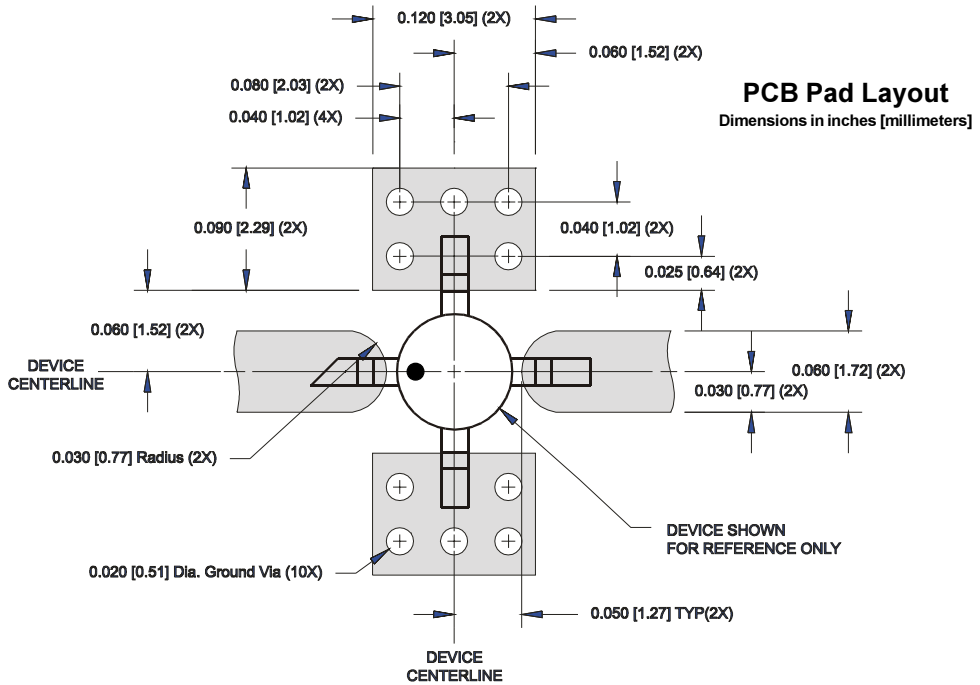 0.120 [3.05] (2X)
0.060 [1.52] (2X)
0.080 [2.03] (2X)
0.040 [1.02] (4X)
PCB Pad Layout
Dimensions in inches [millimeters]
0.090 [2.29] (2X)
0.040 [1.02] (2X)
0.025 [0.64] (2X)
0.060 [1.52] (2X)
DEVICE
CENTERLINE
0.060 [1.72] (2X)
0.030 [0.77] (2X)
0.030 [0.77] Radius (2X)
DEVICE SHOWN
FOR REFERENCE ONLY
0.020 [0.51] Dia. Ground Via (10X)
0.050 [1.27] TYP(2X)
DEVICE
CENTERLINE